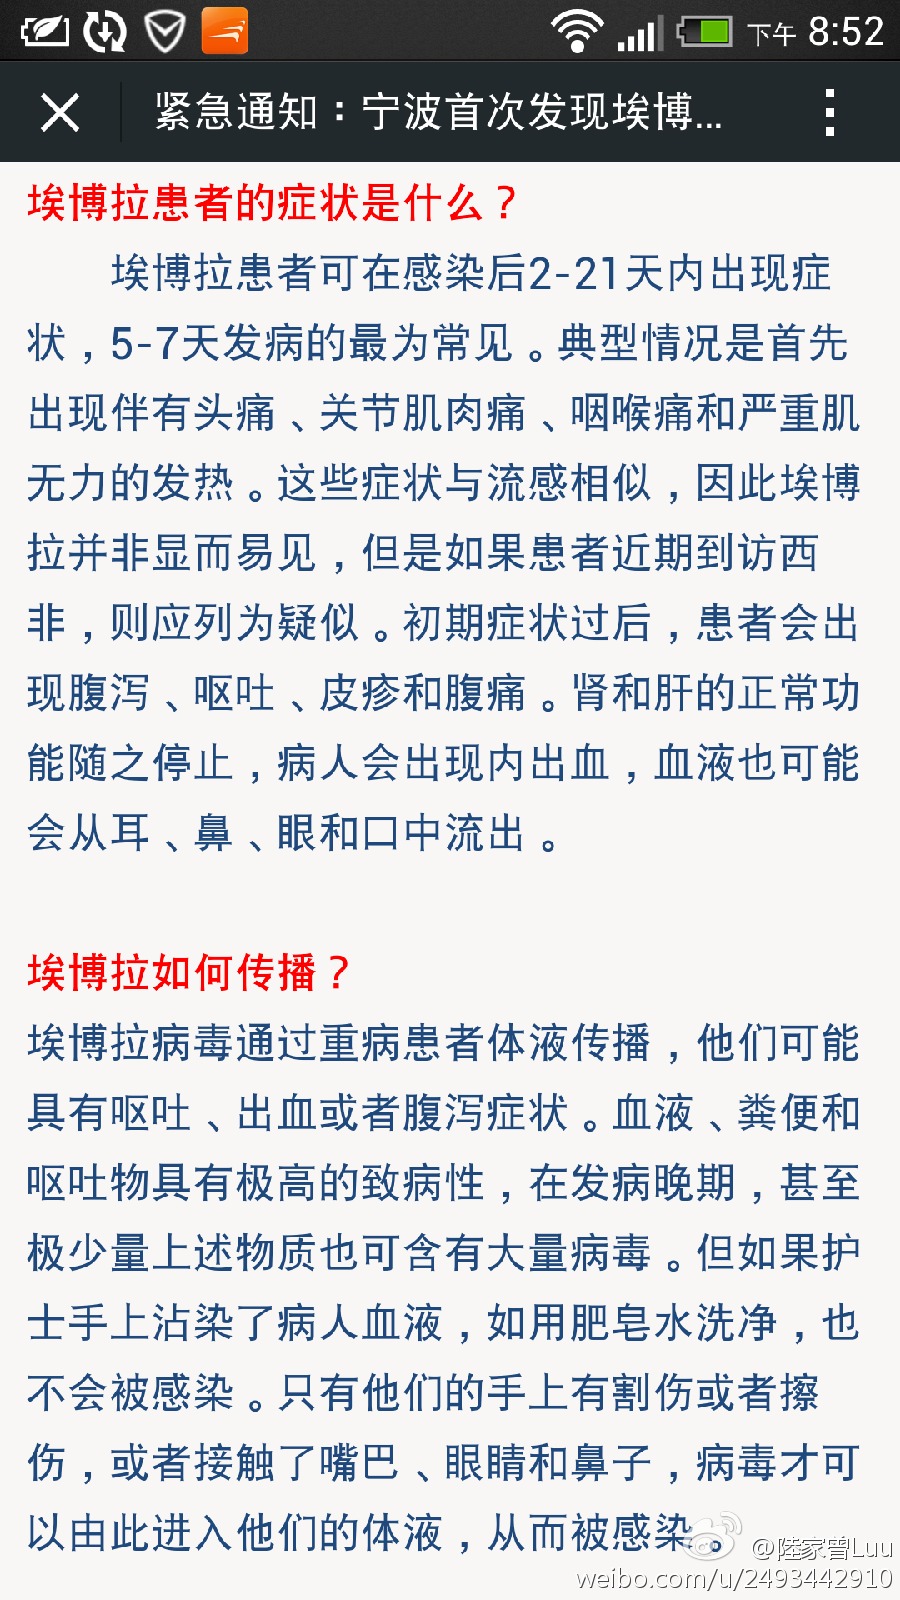 下午 8:52
紧急通知：宁波首次发现埃博...
埃博拉患者的症状是什么？
埃博拉患者可在感染后2-21天内出现症
状，5-7天发病的最为常见。典型情况是首先
出现伴有头痛、关节肌肉痛、咽喉痛和严重肌
无力的发热。这些症状与流感相似，因此埃博
拉并非显而易见，但是如果患者近期到访西
非，则应列为疑似。初期症状过后，患者会出
现腹泻、呕吐、皮疹和腹痛。肾和肝的正常功
能随之停止，病人会出现内出血，血液也可能
会从耳、鼻、眼和口中流出。
埃博拉如何传播？
埃博拉病毒通过重病患者体液传播，他们可能
具有呕吐、出血或者腹泻症状。血液、粪便和
呕吐物具有极高的致病性，在发病晚期，甚至
极少量上述物质也可含有大量病毒。但如果护
士手上沾染了病人血液，如用肥皂水洗净，也
不会被感染。只有他们的手上有割伤或者擦
伤，或者接触了嘴巴、眼睛和鼻子，病毒才可
以由此进入他们的体液，从而被感染。
@陸家曾Luu
weibo.com/u/2493442910